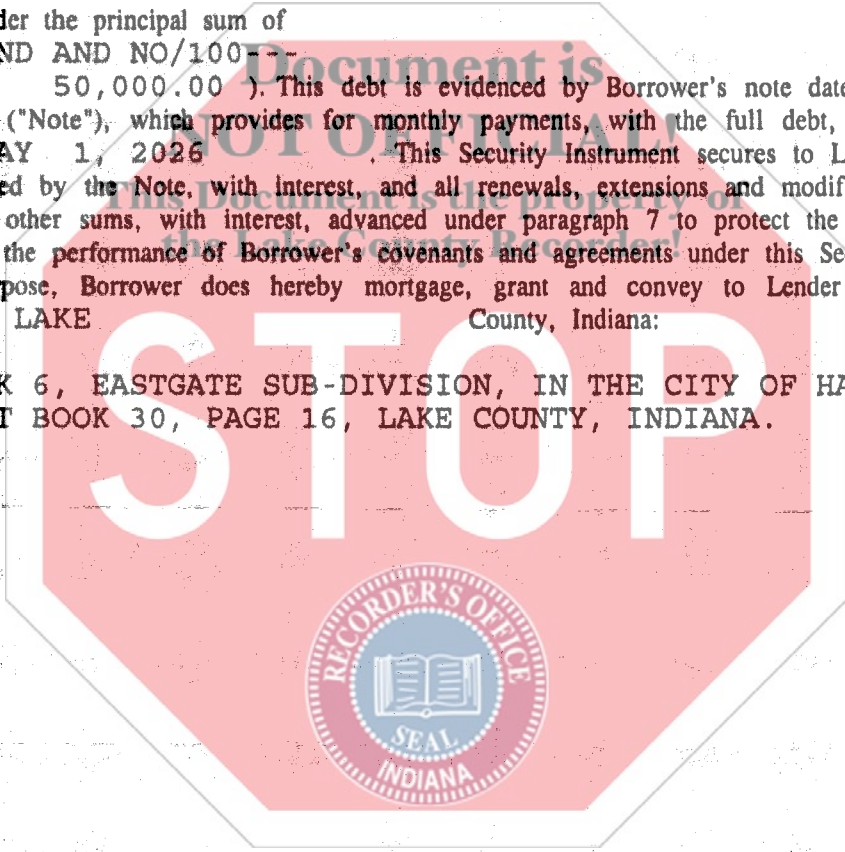 der the principal sum of
ND AND NO/100---
50,000.00 ). This debt is evidenced by Borrower's note date
("Note"), which provides for monthly payments, with the full debt,
AY 1, 2026 . This Security Instrument secures to L
ed by the Note, with interest, and all renewals, extensions and modif
other sums, with interest, advanced under paragraph 7 to protect the
the performance of Borrower's covenants and agreements under this Se
pose, Borrower does hereby mortgage, grant and convey to Lender
LAKE County, Indiana:
K 6, EASTGATE SUB-DIVISION, IN THE CITY OF HA
T BOOK 30, PAGE 16, LAKE COUNTY, INDIANA.
Document is
NOT OFFICIAL!
This Document is the property of
the Lake County Recorder!
STOP
RECORDER'S OFFICE
SEAL
INDIANA